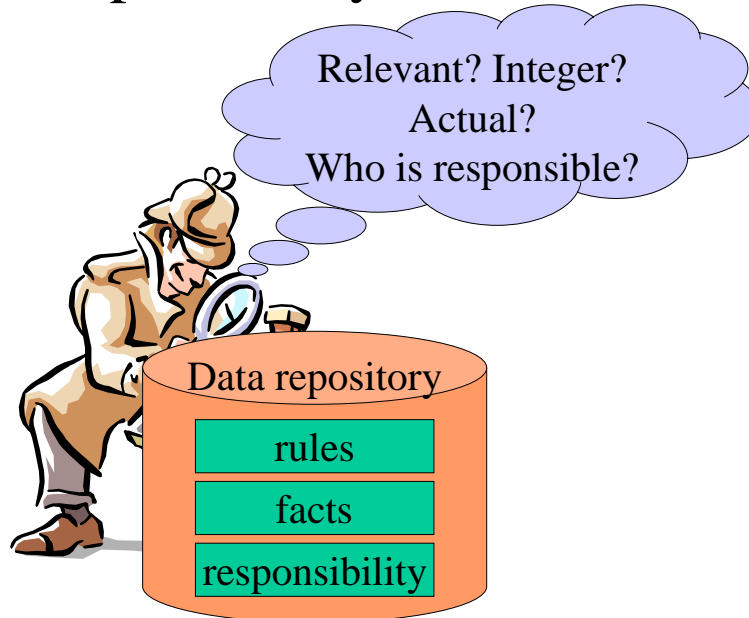 Relevant? Integer?
Actual?
Who is responsible?
Data repository
rules
facts
responsibility